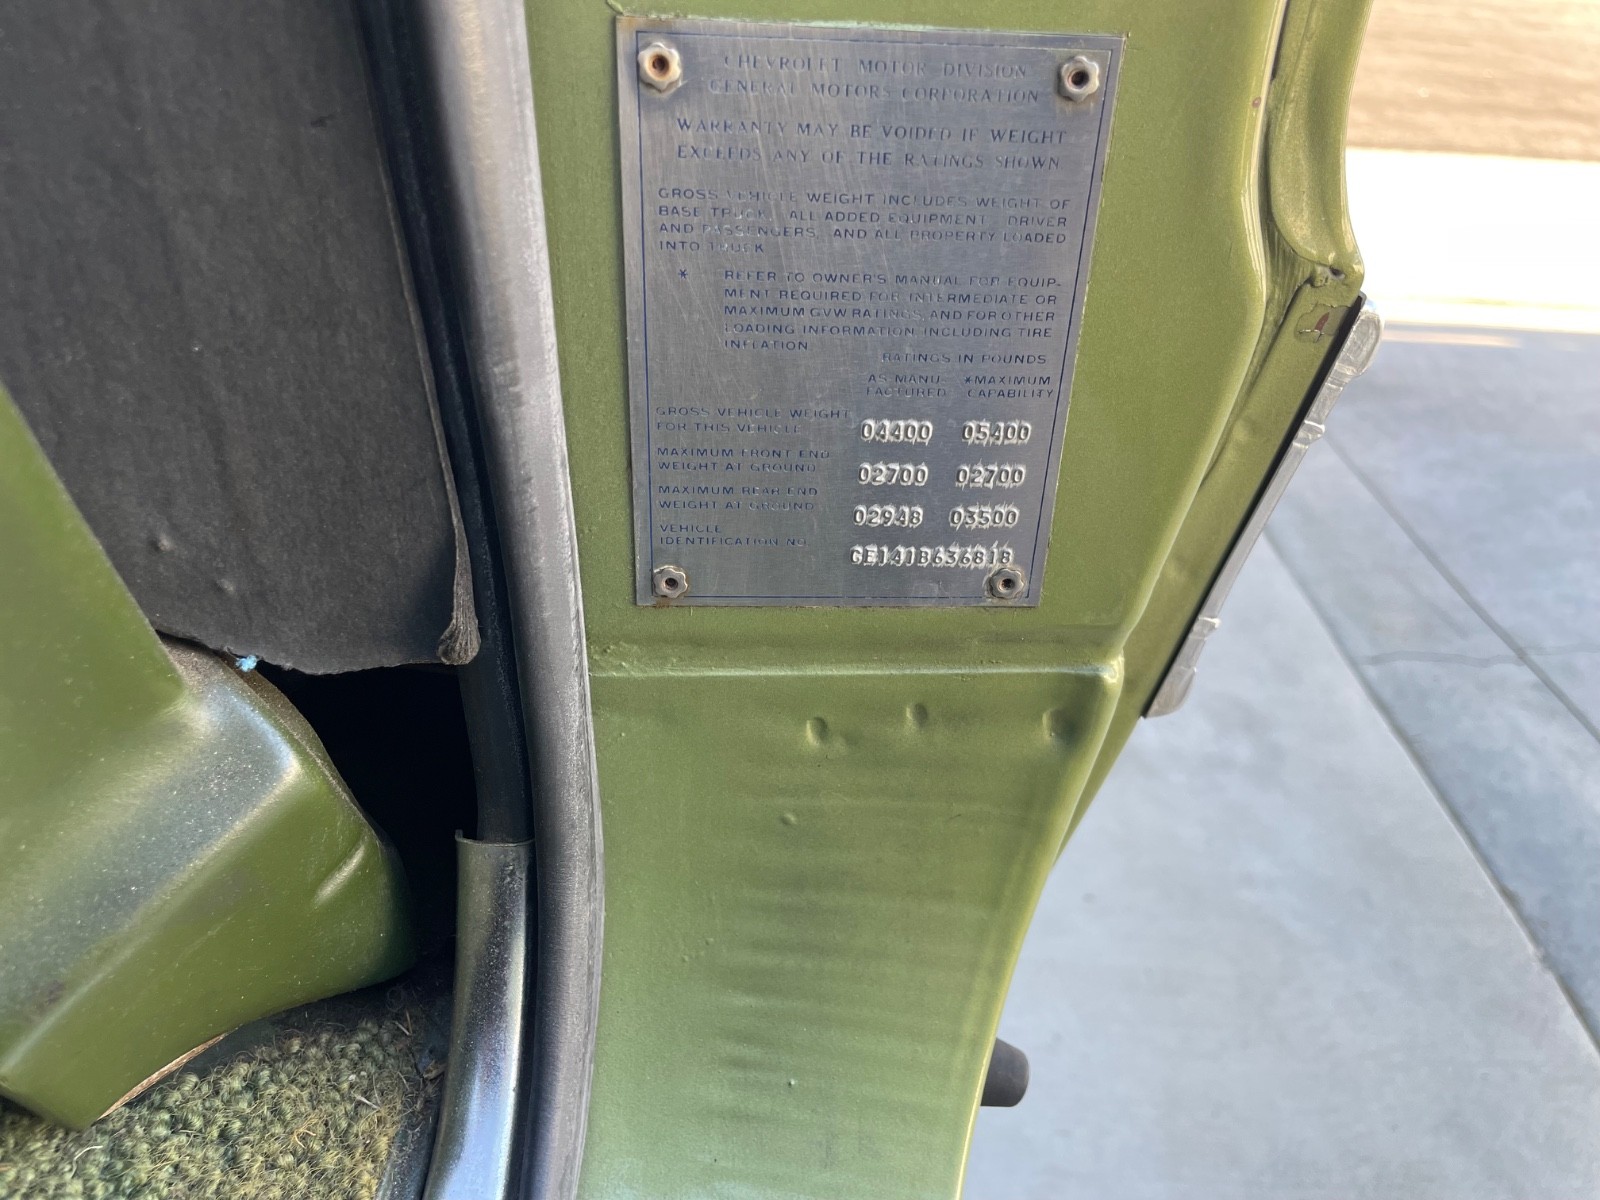 CHEVROLET MOTOR DIVISION
GENERAL MOTORS CORPORATION
WARRANTY MAY BE VOIDED IF WEIGHT
EXCEEDS ANY OF THE RATINGS SHOWN
GROSS VEHICLE WEIGHT INCLUDES WEIGHT OF
BASE TRUCK, ALL ADDED EQUIPMENT, DRIVER
AND PASSENGERS, AND ALL PROPERTY LOADED
INTO TRUCK
* REFER TO OWNER'S MANUAL FOR EQUIP-
MENT REQUIRED FOR INTERMEDIATE OR
MAXIMUM GVW RATINGS, AND FOR OTHER
LOADING INFORMATION INCLUDING TIRE
INFLATION
RATINGS IN POUNDS
AS MANU- *MAXIMUM
FACTURED CAPABILITY
GROSS VEHICLE WEIGHT
FOR THIS VEHICLE 04400 05400
MAXIMUM FRONT END
WEIGHT AT GROUND 02700 02700
MAXIMUM REAR END
WEIGHT AT GROUND 02948 03500
VEHICLE
IDENTIFICATION NO. CE141B636818